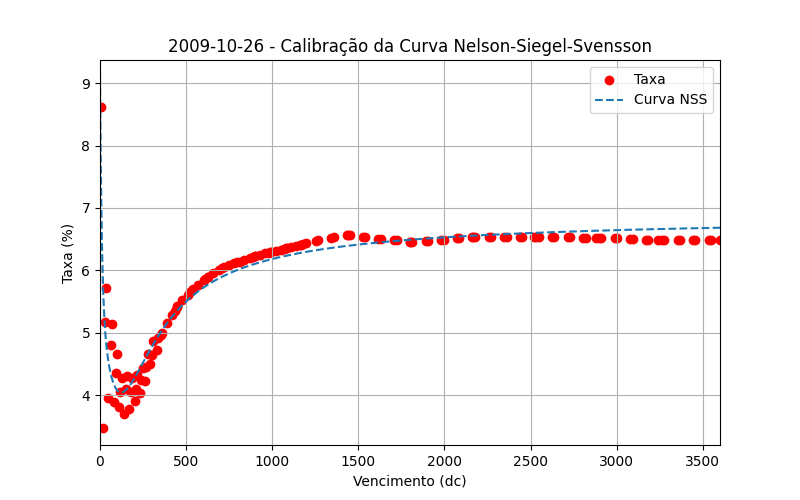 2009-10-26 - Calibração da Curva Nelson-Siegel-Svensson
Taxa
Curva NSS
Taxa (%)
9
8
7
6
5
4
0 500 1000 1500 2000 2500 3000 3500
Vencimento (dc)